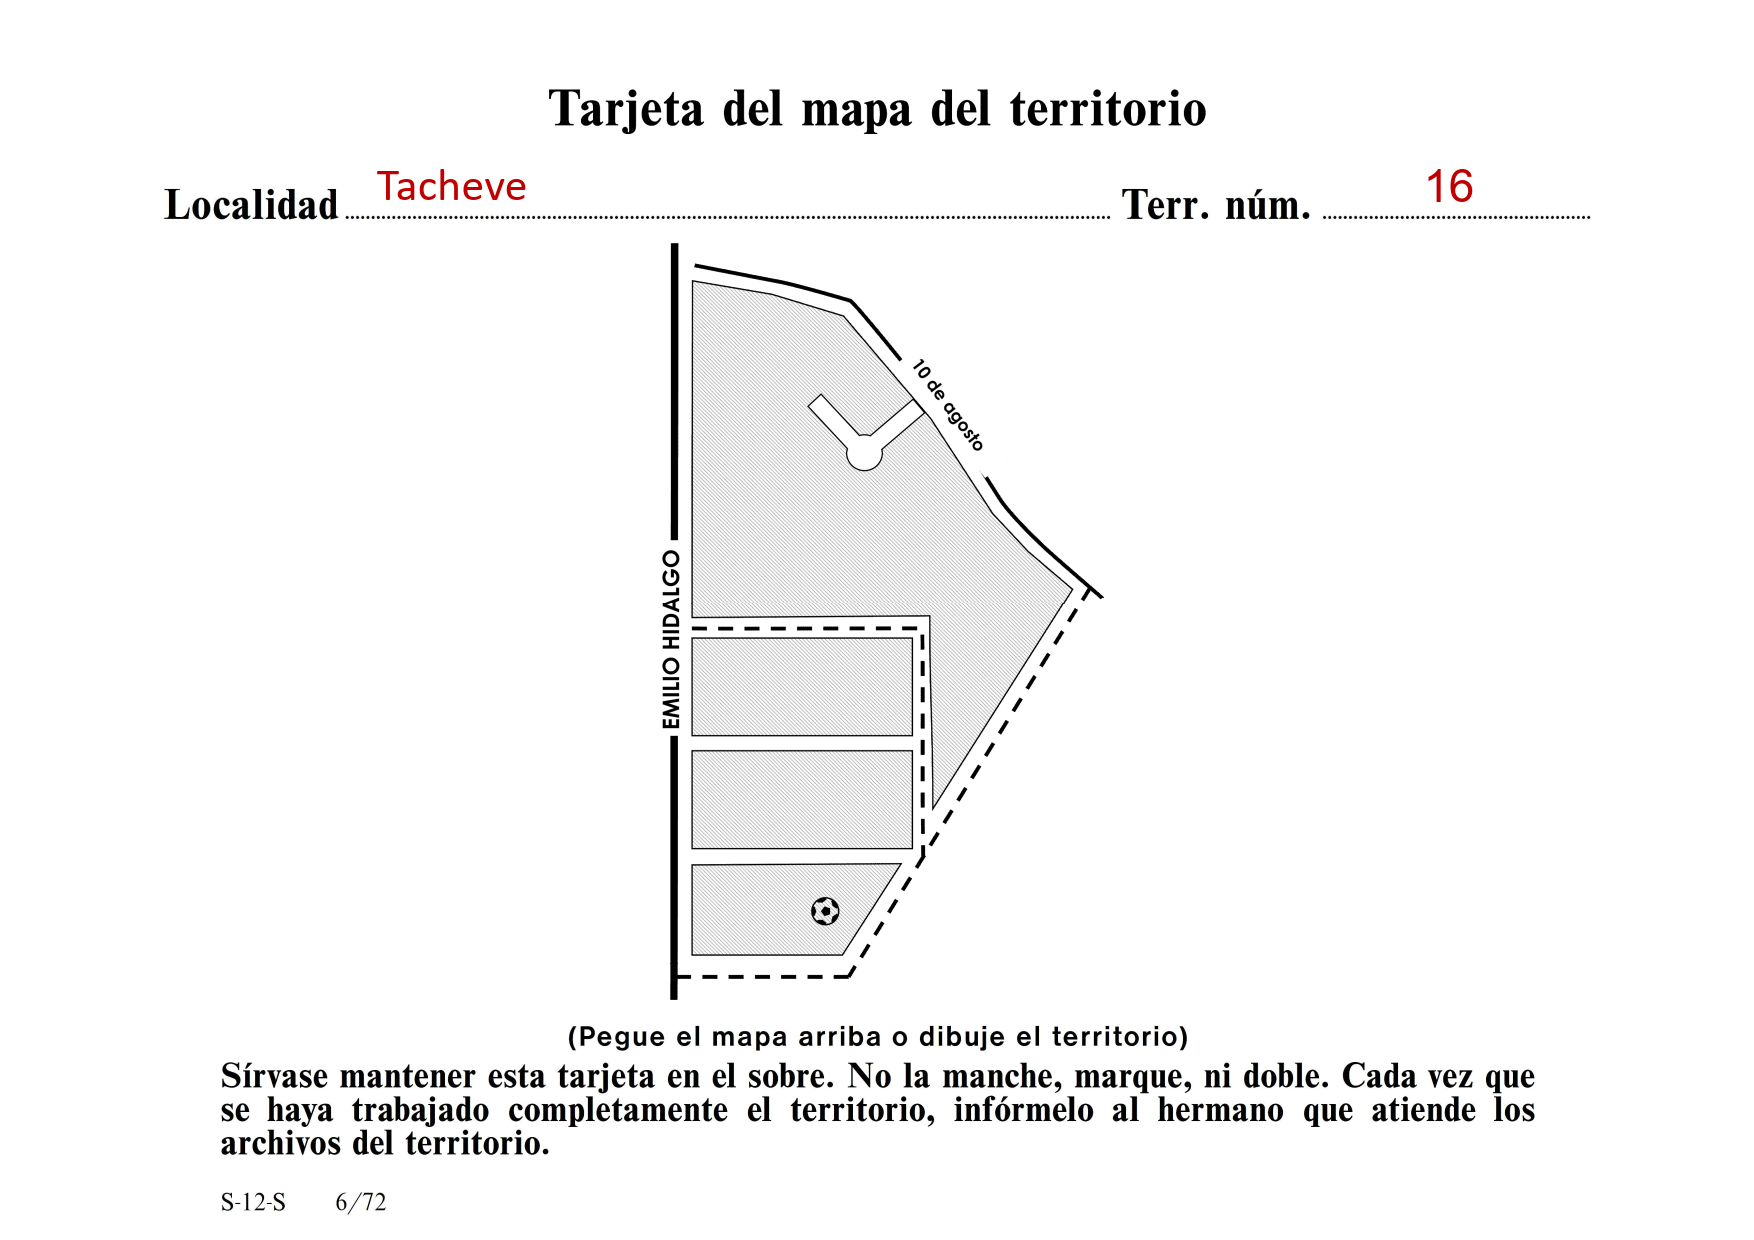 Tarjeta del mapa del territorio
Localidad Tacheve Terr. núm. 16
10 de agosto
EMILIO HIDALGO
(Pegue el mapa arriba o dibuje el territorio)
Sírvase mantener esta tarjeta en el sobre. No la manche, marque, ni doble. Cada vez que
se haya trabajado completamente el territorio, infórmelo al hermano que atiende los
archivos del territorio.
S-12-S 6/72